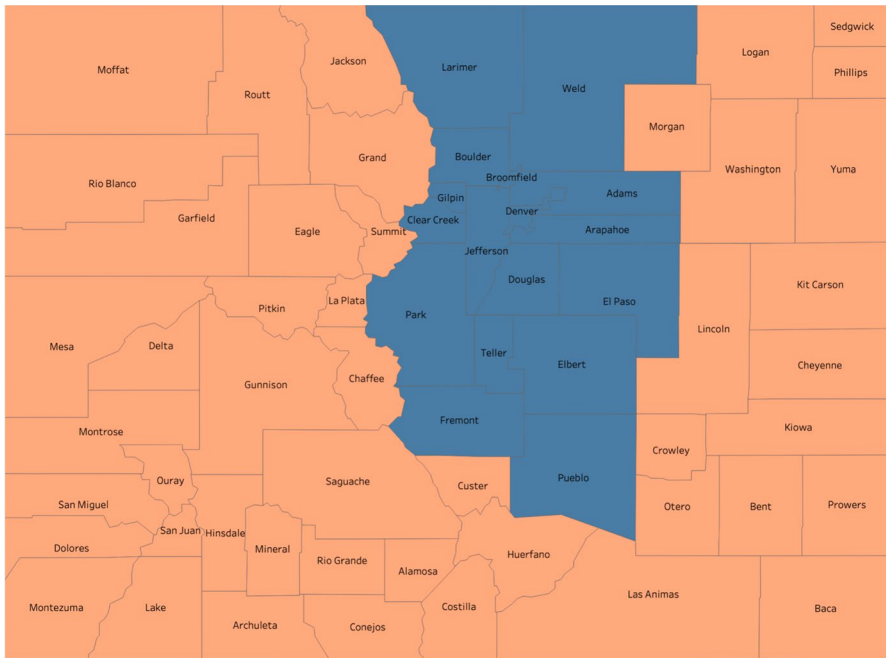 Sedgwick
Logan
Jackson
Larimer
Moffat
Phillips
Weld
Routt
Morgan
Grand
Boulder
Washington
Yuma
Broomfield
Rio Blanco
Adams
Gilpin
Denver
Garfield
Clear Creek
Eagle
Summit
Arapahoe
Jefferson
Douglas
Kit Carson
La Plata
El Paso
Pitkin
Park
Lincoln
Mesa
Delta
Teller
Elbert
Cheyenne
Chaffee
Gunnison
Fremont
Kiowa
Montrose
Crowley
Pueblo
Ouray
Saguache
Custer
San Miguel
Otero
Bent
Prowers
San Juan
Hinsdale
Dolores
Mineral
Huerfano
Rio Grande
Alamosa
Las Animas
Montezuma
Lake
Costilla
Baca
Archuleta
Conejos